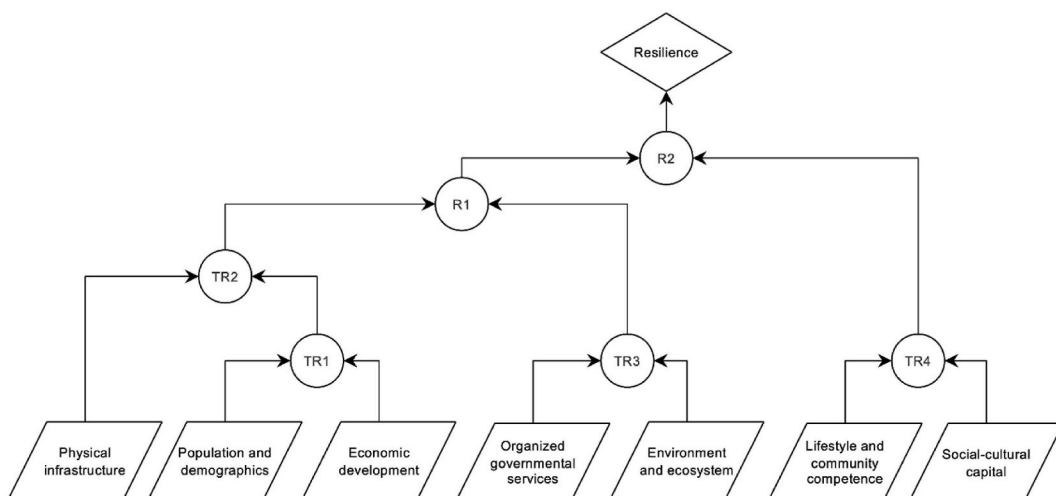 Resilience
R2
R1
TR2
TR1
TR3
TR4
Physical
infrastructure
Population and
demographics
Economic
development
Organized
governmental
services
Environment
and ecosystem
Lifestyle and
community
competence
Social-cultural
capital